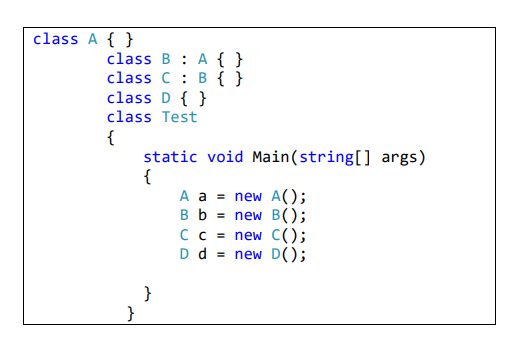 class A { }
class B : A { }
class C : B { }
class D { }
class Test
{
static void Main(string[] args)
{
A a = new A();
B b = new B();
C c = new C();
D d = new D();
}
}